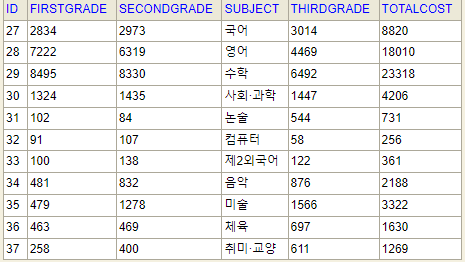 ID FIRSTGRADE SECONDGRADE SUBJECT THIRDGRADE TOTALCOST
27 2834 2973 국어 3014 8820
28 7222 6319 영어 4469 18010
29 8495 8330 수학 6492 23318
30 1324 1435 사회·과학 1447 4206
31 102 84 논술 544 731
32 91 107 컴퓨터 58 256
33 100 138 제2외국어 122 361
34 481 832 음악 876 2188
35 479 1278 미술 1566 3322
36 463 469 체육 697 1630
37 258 400 취미·교양 611 1269